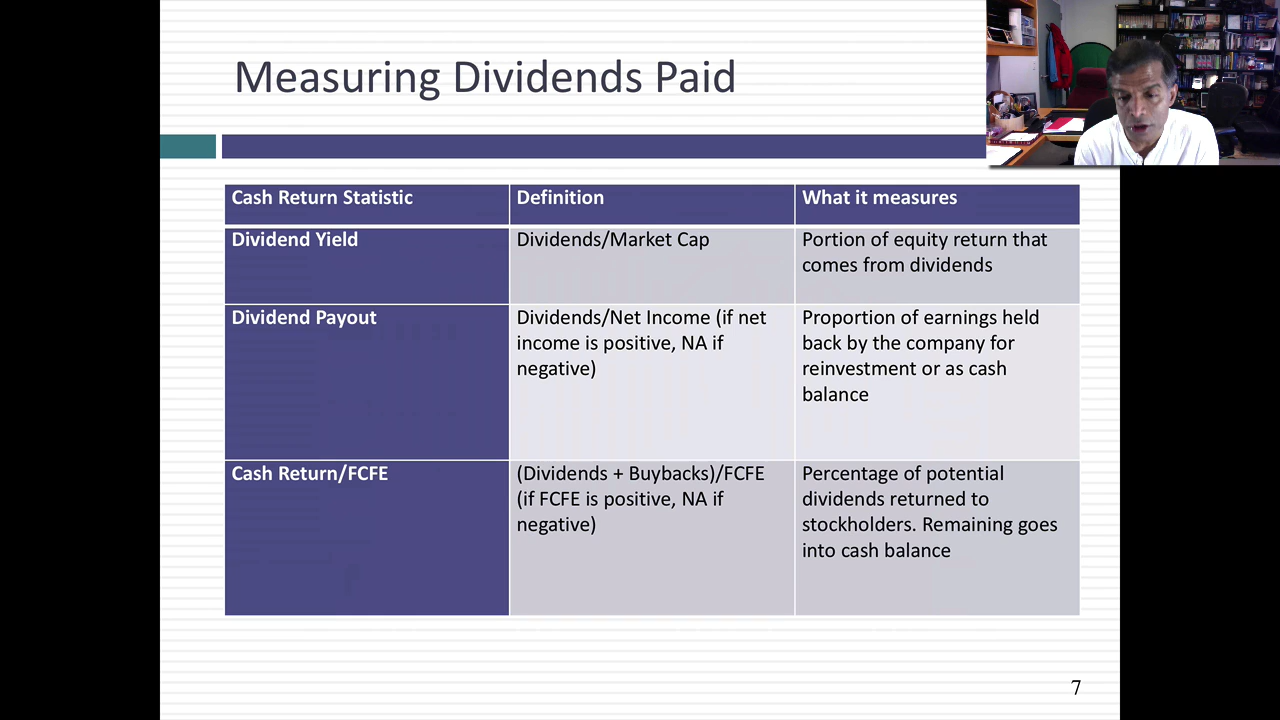 Measuring Dividends Paid
Cash Return Statistic
Definition
What it measures
Dividend Yield
Dividends/Market Cap
Portion of equity return that
comes from dividends
Dividend Payout
Dividends/Net Income (if net
income is positive, NA if
negative)
Proportion of earnings held
back by the company for
reinvestment or as cash
balance
Cash Return/FCFE
(Dividends + Buybacks)/FCFE
(if FCFE is positive, NA if
negative)
Percentage of potential
dividends returned to
stockholders. Remaining goes
into cash balance
7